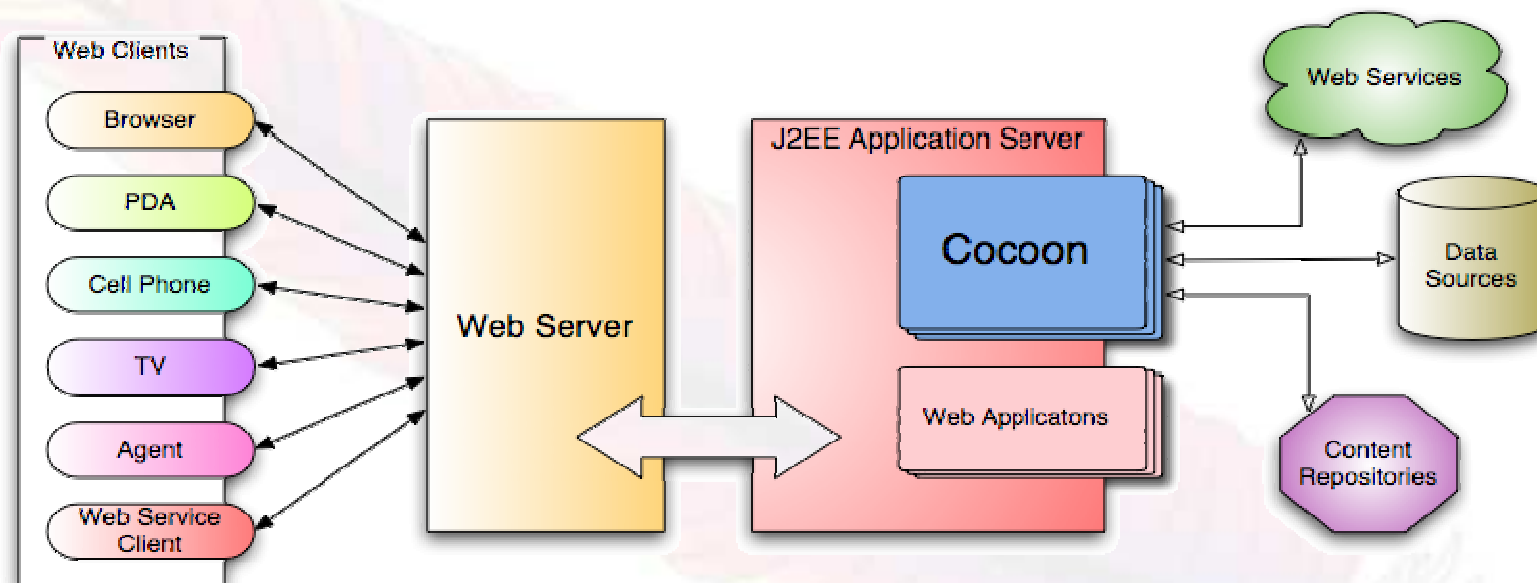 Web Clients
Browser
PDA
Cell Phone
TV
Agent
Web Service
Client
Web Server
J2EE Application Server
Cocoon
Web Applicatons
Web Services
Data
Sources
Content
Repositories